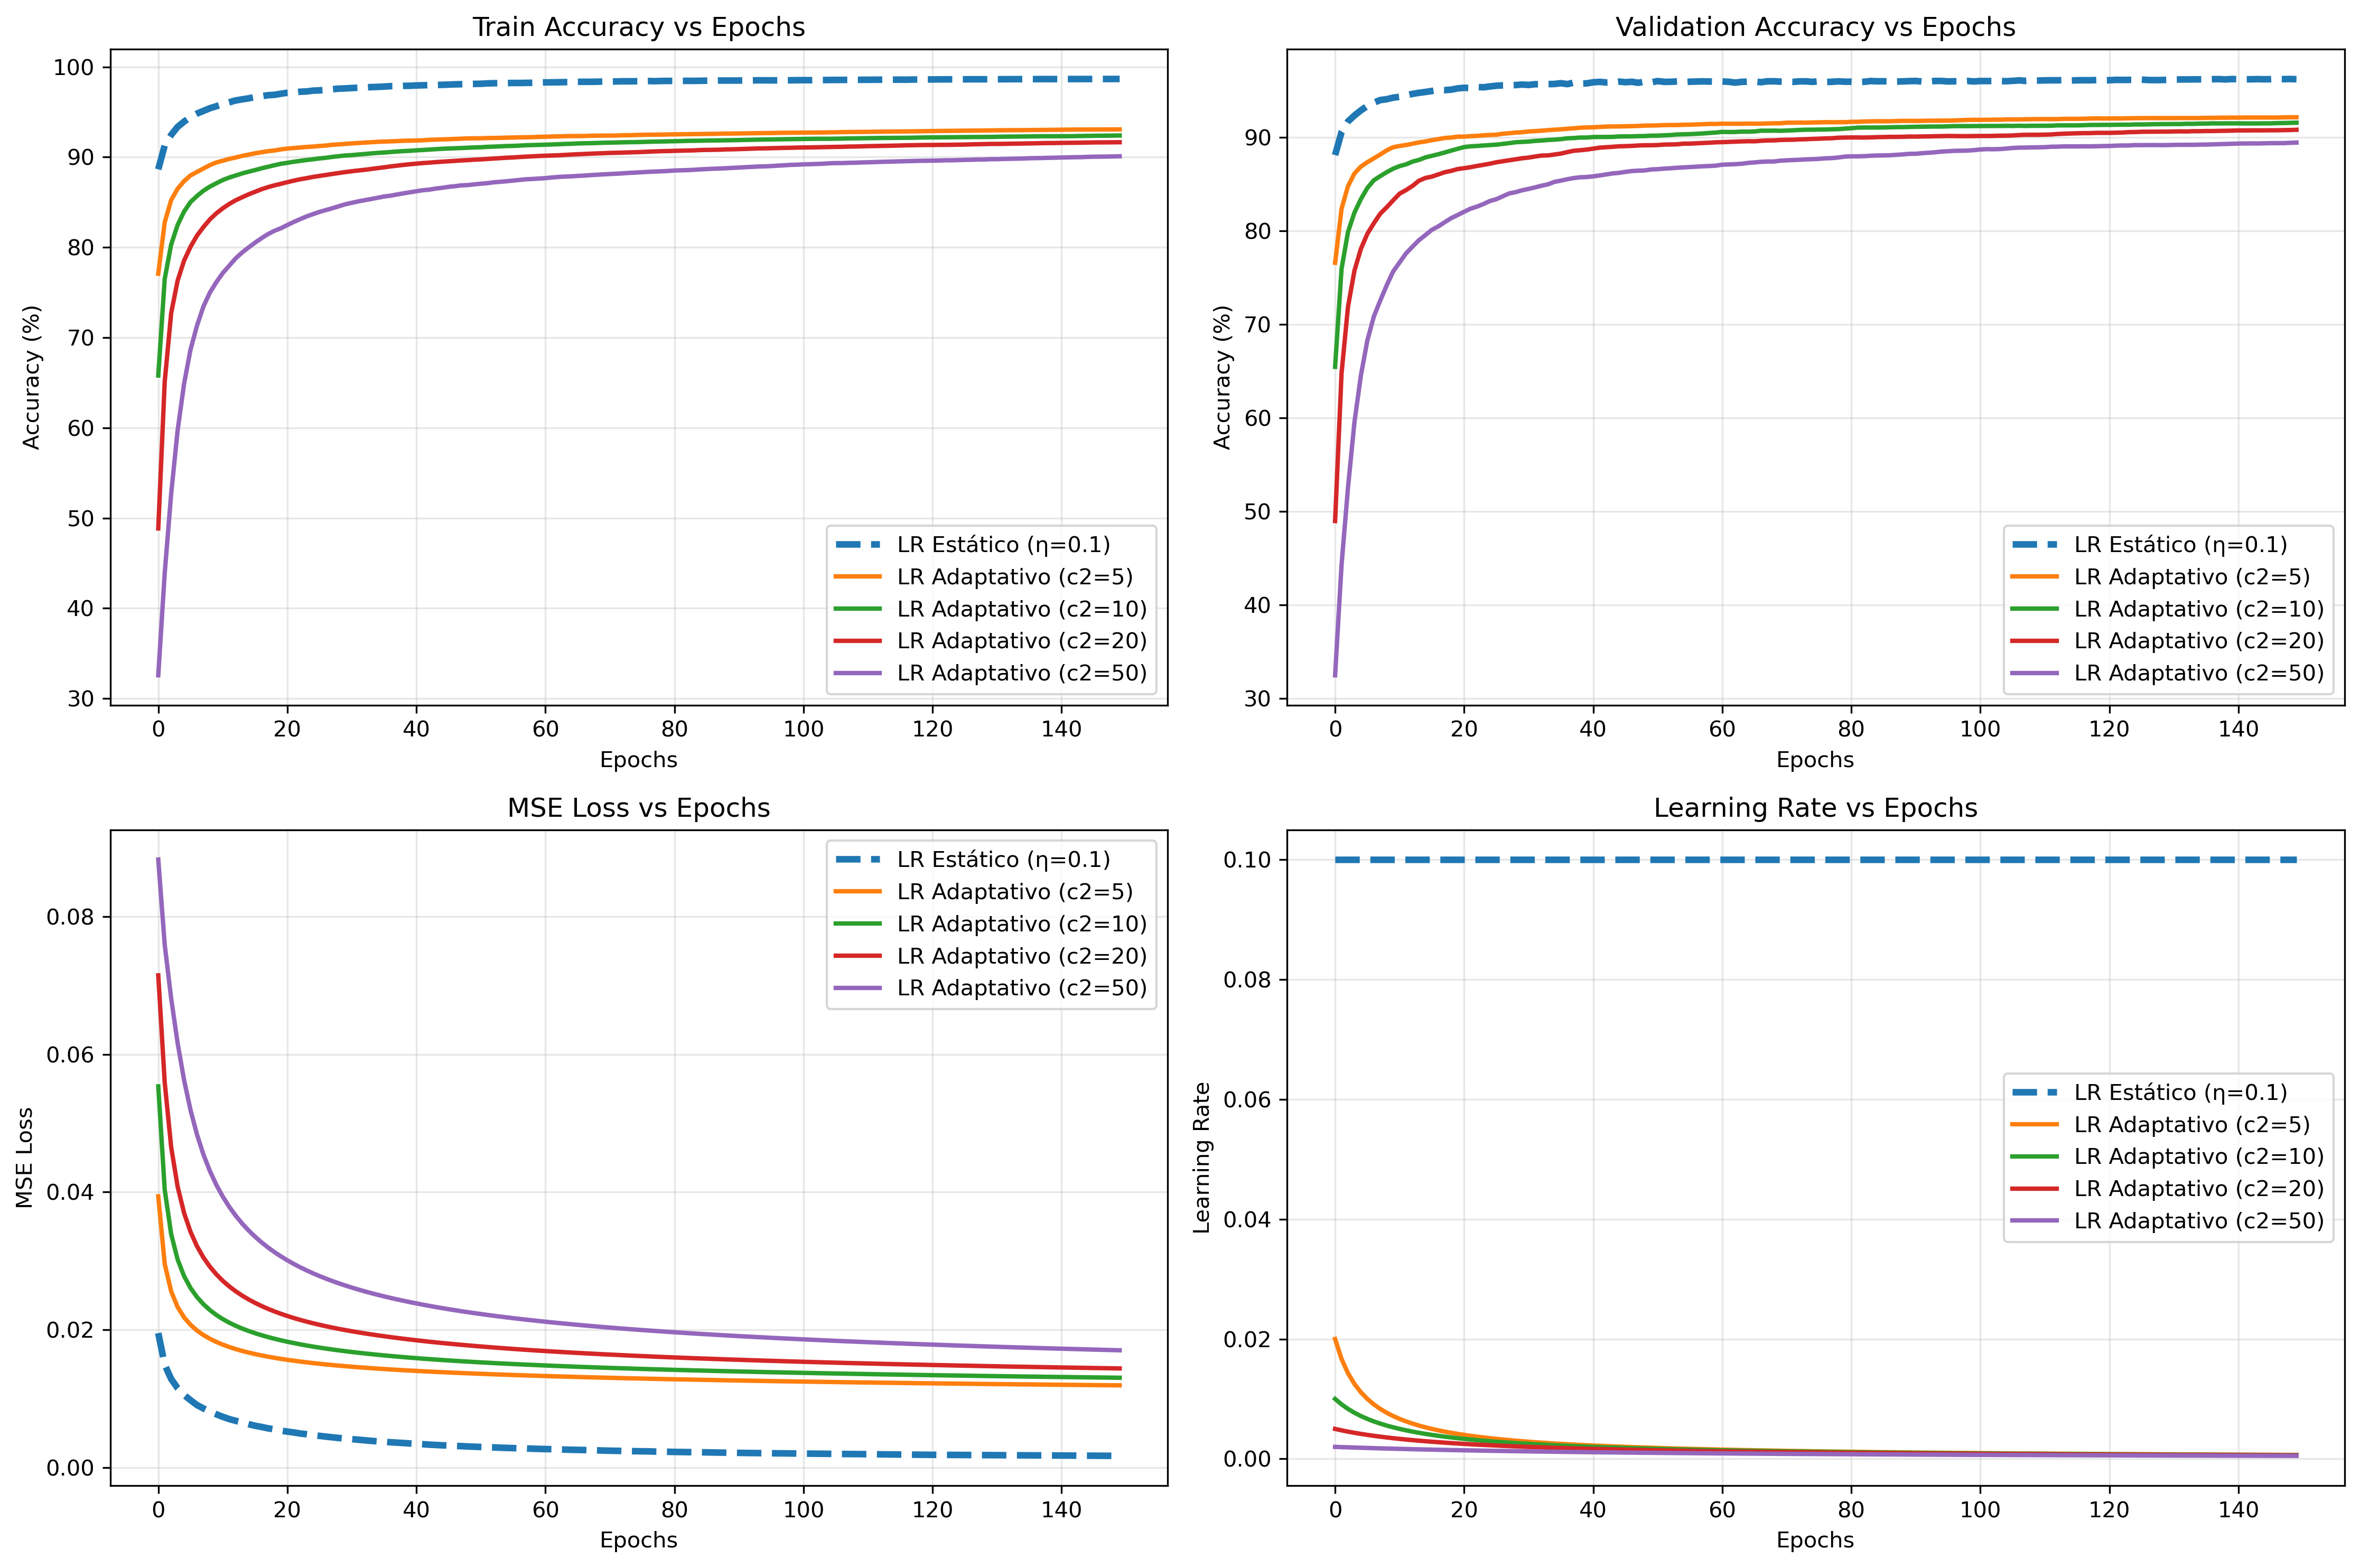 Train Accuracy vs Epochs
Accuracy (%)
100
90
80
70
60
50
40
30
0 20 40 60 80 100 120 140
Epochs
LR Estático (η=0.1)
LR Adaptativo (c2=5)
LR Adaptativo (c2=10)
LR Adaptativo (c2=20)
LR Adaptativo (c2=50)
Validation Accuracy vs Epochs
Accuracy (%)
90
80
70
60
50
40
30
0 20 40 60 80 100 120 140
Epochs
LR Estático (η=0.1)
LR Adaptativo (c2=5)
LR Adaptativo (c2=10)
LR Adaptativo (c2=20)
LR Adaptativo (c2=50)
MSE Loss vs Epochs
MSE Loss
0.08
0.06
0.04
0.02
0.00
0 20 40 60 80 100 120 140
Epochs
LR Estático (η=0.1)
LR Adaptativo (c2=5)
LR Adaptativo (c2=10)
LR Adaptativo (c2=20)
LR Adaptativo (c2=50)
Learning Rate vs Epochs
Learning Rate
0.10
0.08
0.06
0.04
0.02
0.00
0 20 40 60 80 100 120 140
Epochs
LR Estático (η=0.1)
LR Adaptativo (c2=5)
LR Adaptativo (c2=10)
LR Adaptativo (c2=20)
LR Adaptativo (c2=50)